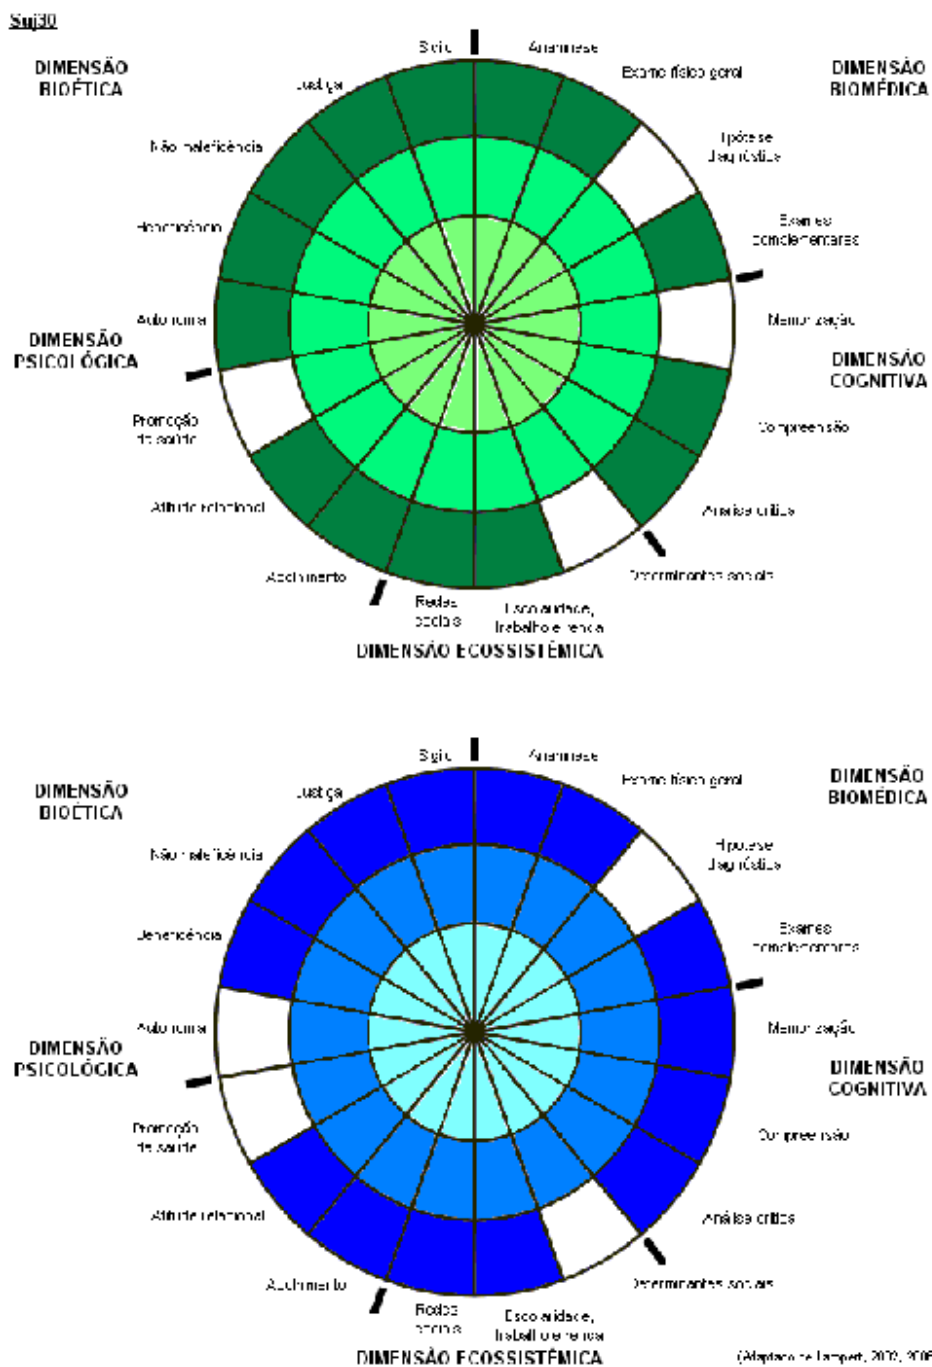 Suj30
Sigilo
Anamnese
DIMENSÃO
BIOÉTICA
Justiça
Exame físico geral
DIMENSÃO
BIOMÉDICA
Não maleficência
Hipótese
diagnóstica
Beneficência
Exames
complementares
Autonomia
Memorização
DIMENSÃO
PSICOLÓGICA
DIMENSÃO
COGNITIVA
Promoção
da saúde
Compreensão
Atitude relacional
Análise crítica
Acolhimento
Determinantes sociais
Redes
sociais
Escolaridade,
trabalho e renda
DIMENSÃO ECOSSISTÊMICA
Sigilo
Anamnese
DIMENSÃO
BIOÉTICA
Justiça
Exame físico geral
DIMENSÃO
BIOMÉDICA
Não maleficência
Hipótese
diagnóstica
Beneficência
Exames
complementares
Autonomia
Memorização
DIMENSÃO
PSICOLÓGICA
DIMENSÃO
COGNITIVA
Promoção
da saúde
Compreensão
Atitude relacional
Análise crítica
Acolhimento
Determinantes sociais
Redes
sociais
Escolaridade,
trabalho e renda
DIMENSÃO ECOSSISTÊMICA
(Adaptado de Lampert, 2002,